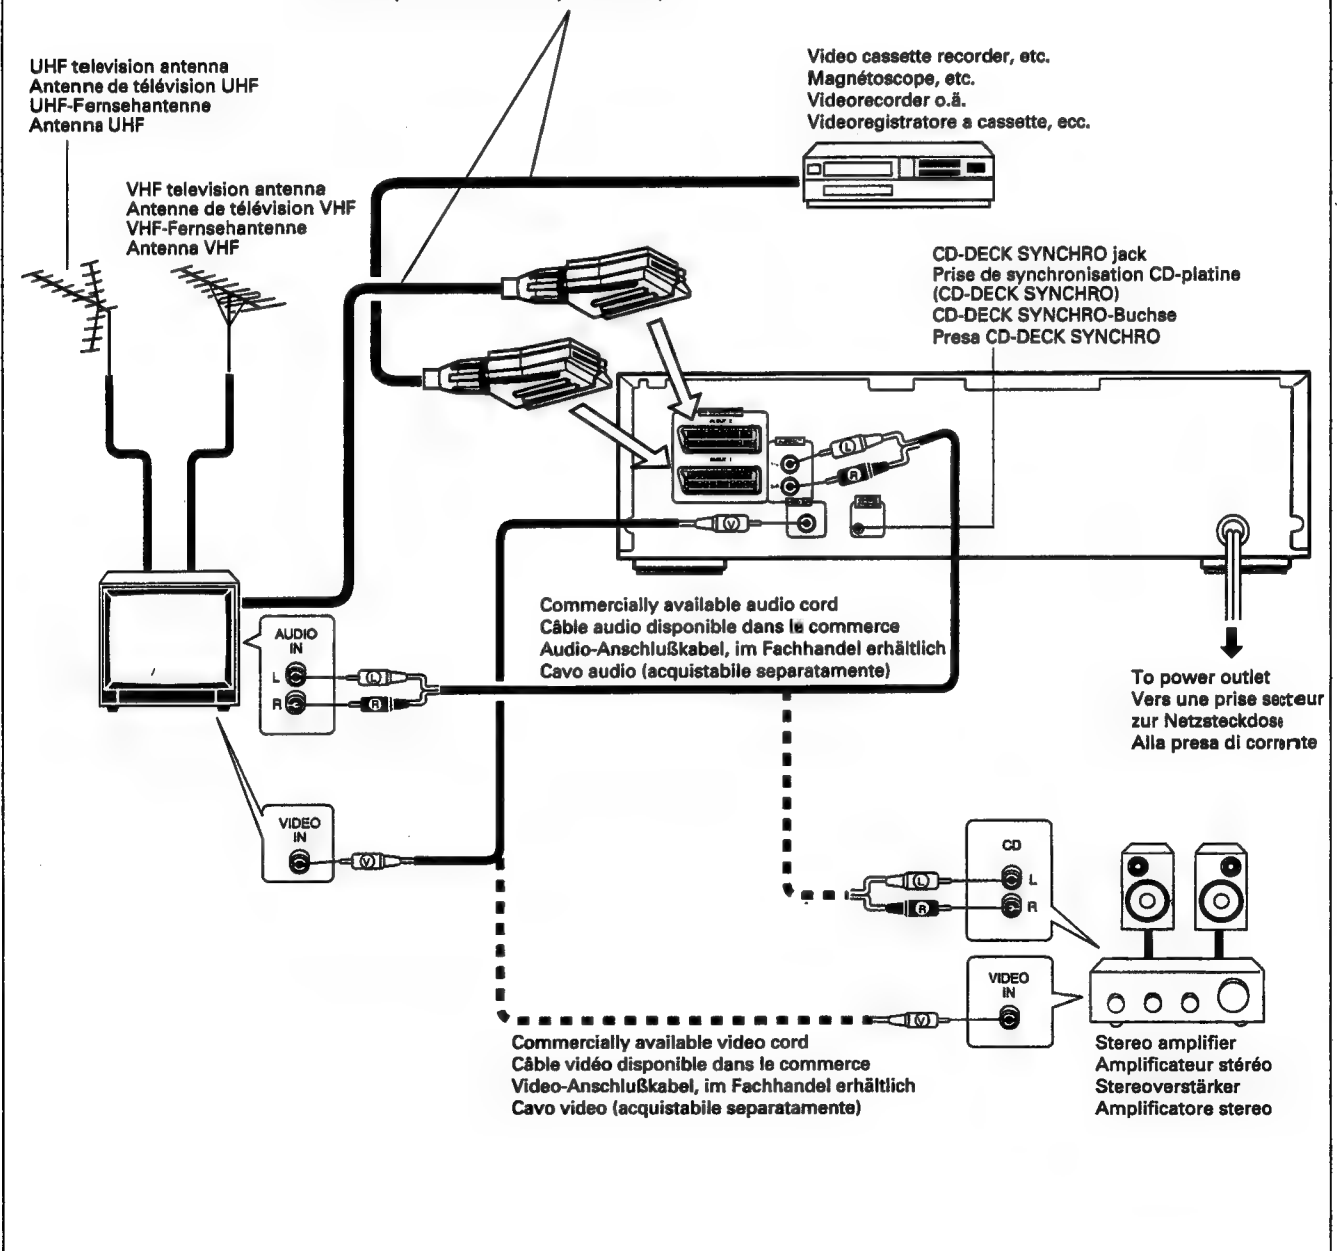 UHF television antenna
Antenne de télévision UHF
UHF-Fernsehantenne
Antenna UHF
VHF television antenna
Antenne de télévision VHF
VHF-Fernsehantenne
Antenna VHF
Video cassette recorder, etc.
Magnétoscope, etc.
Videorecorder o.ä.
Videoregistratore a cassette, ecc.
CD-DECK SYNCHRO jack
Prise de synchronisation CD-platine
(CD-DECK SYNCHRO)
CD-DECK SYNCHRO-Buchse
Presa CD-DECK SYNCHRO
L
R
V
Commercially available audio cord
Câble audio disponible dans le commerce
Audio-Anschlußkabel, im Fachhandel erhältlich
Cavo audio (acquistabile separatamente)
To power outlet
Vers une prise secteur
zur Netzsteckdose
Alla presa di corrente
AUDIO
IN
L
L
R
R
VIDEO
IN
V
CD
L
L
R
R
VIDEO
IN
V
Commercially available video cord
Câble vidéo disponible dans le commerce
Video-Anschlußkabel, im Fachhandel erhältlich
Cavo video (acquistabile separatamente)
Stereo amplifier
Amplificateur stéréo
Stereoverstärker
Amplificatore stereo